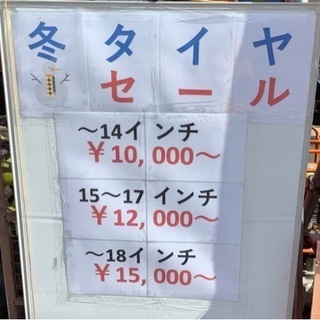 冬タイヤ
セール
～14インチ
￥10,000～
15～17インチ
￥12,000～
～18インチ
￥15,000～